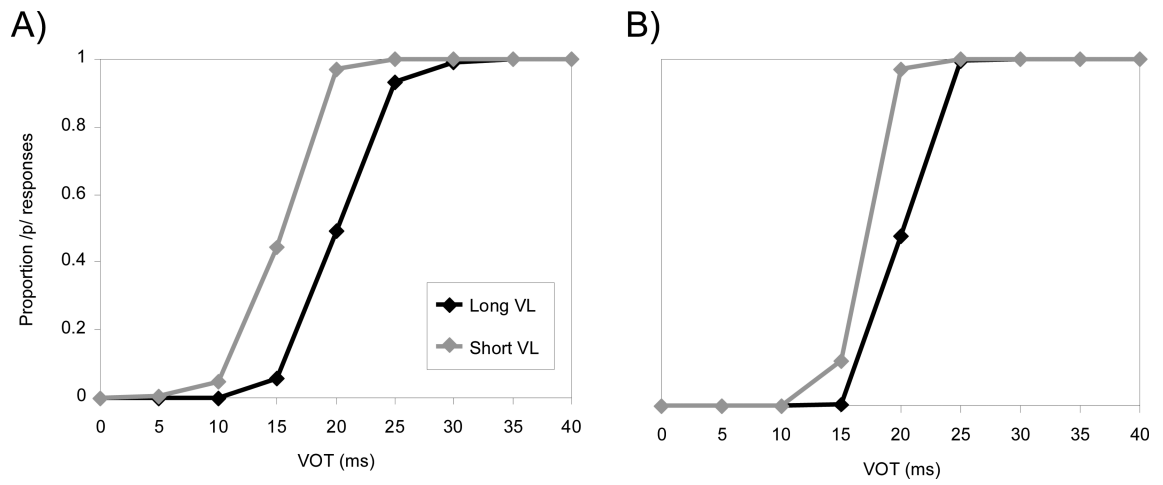 A)
B)
1
0.8
0.6
0.4
0.2
0
Proportion /p/ responses
Long VL
Short VL
0 5 10 15 20 25 30 35 40
VOT (ms)
0 5 10 15 20 25 30 35 40
VOT (ms)